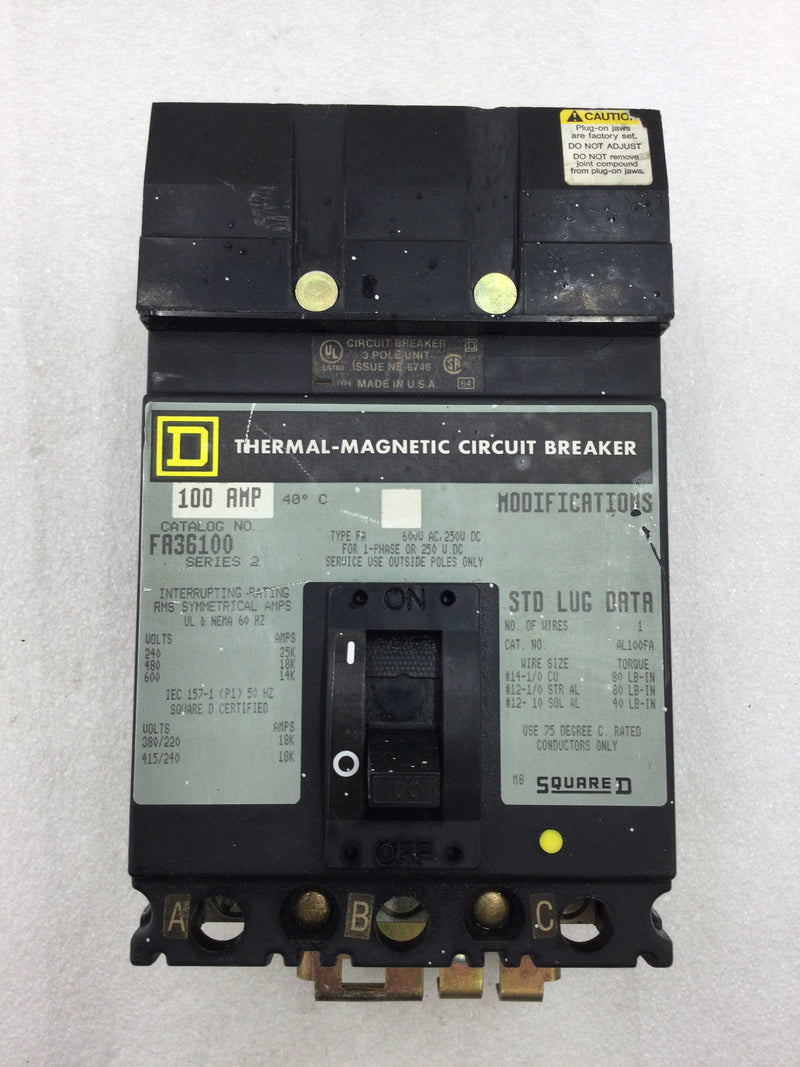 CAUTIO
Plug-on jaws
are factory set.
DO NOT ADJUST
DO NOT remove
joint compound
from plug-on jaws.
UL
LISTED
CIRCUIT BREAKER
3 POLE UNIT
ISSUE NE-6746
TYPE MADE IN U.S.A. 64
D THERMAL-MAGNETIC CIRCUIT BREAKER
100 AMP 40° C
CATALOG NO.
FA36100
SERIES 2
TYPE FA 600V AC,250V DC
FOR 1-PHASE OR 250 V.DC
SERVICE USE OUTSIDE POLES ONLY
MODIFICATIONS
INTERRUPTING RATING
RMS SYMMETRICAL AMPS
UL & NEMA 60 HZ
VOLTS AMPS
240 25K
480 18K
600 14K
IEC 157-1 (P1) 50 HZ
SQUARE D CERTIFIED
VOLTS AMPS
380/220 18K
415/240 18K
ON
I
O
OFF
STD LUG DATA
NO. OF WIRES 1
CAT. NO. AL100FA
WIRE SIZE TORQUE
#14-1/0 CU 80 LB-IN
#12-1/0 STR AL 80 LB-IN
#12- 10 SOL AL 40 LB-IN
USE 75 DEGREE C. RATED
CONDUCTORS ONLY
MB SQUARE D
A B C